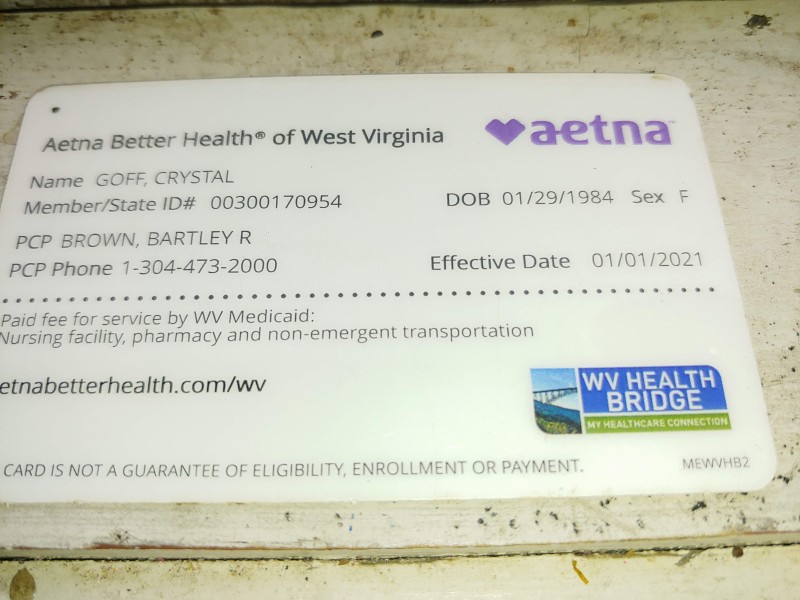 Aetna Better Health® of West Virginia
aetna™
Name GOFF, CRYSTAL
Member/State ID# 00300170954
DOB 01/29/1984 Sex F
PCP BROWN, BARTLEY R
PCP Phone 1-304-473-2000
Effective Date 01/01/2021
Paid fee for service by WV Medicaid:
Nursing facility, pharmacy and non-emergent transportation
etnabetterhealth.com/wv
WV HEALTH
BRIDGE
MY HEALTHCARE CONNECTION
CARD IS NOT A GUARANTEE OF ELIGIBILITY, ENROLLMENT OR PAYMENT.
MEWVHB2